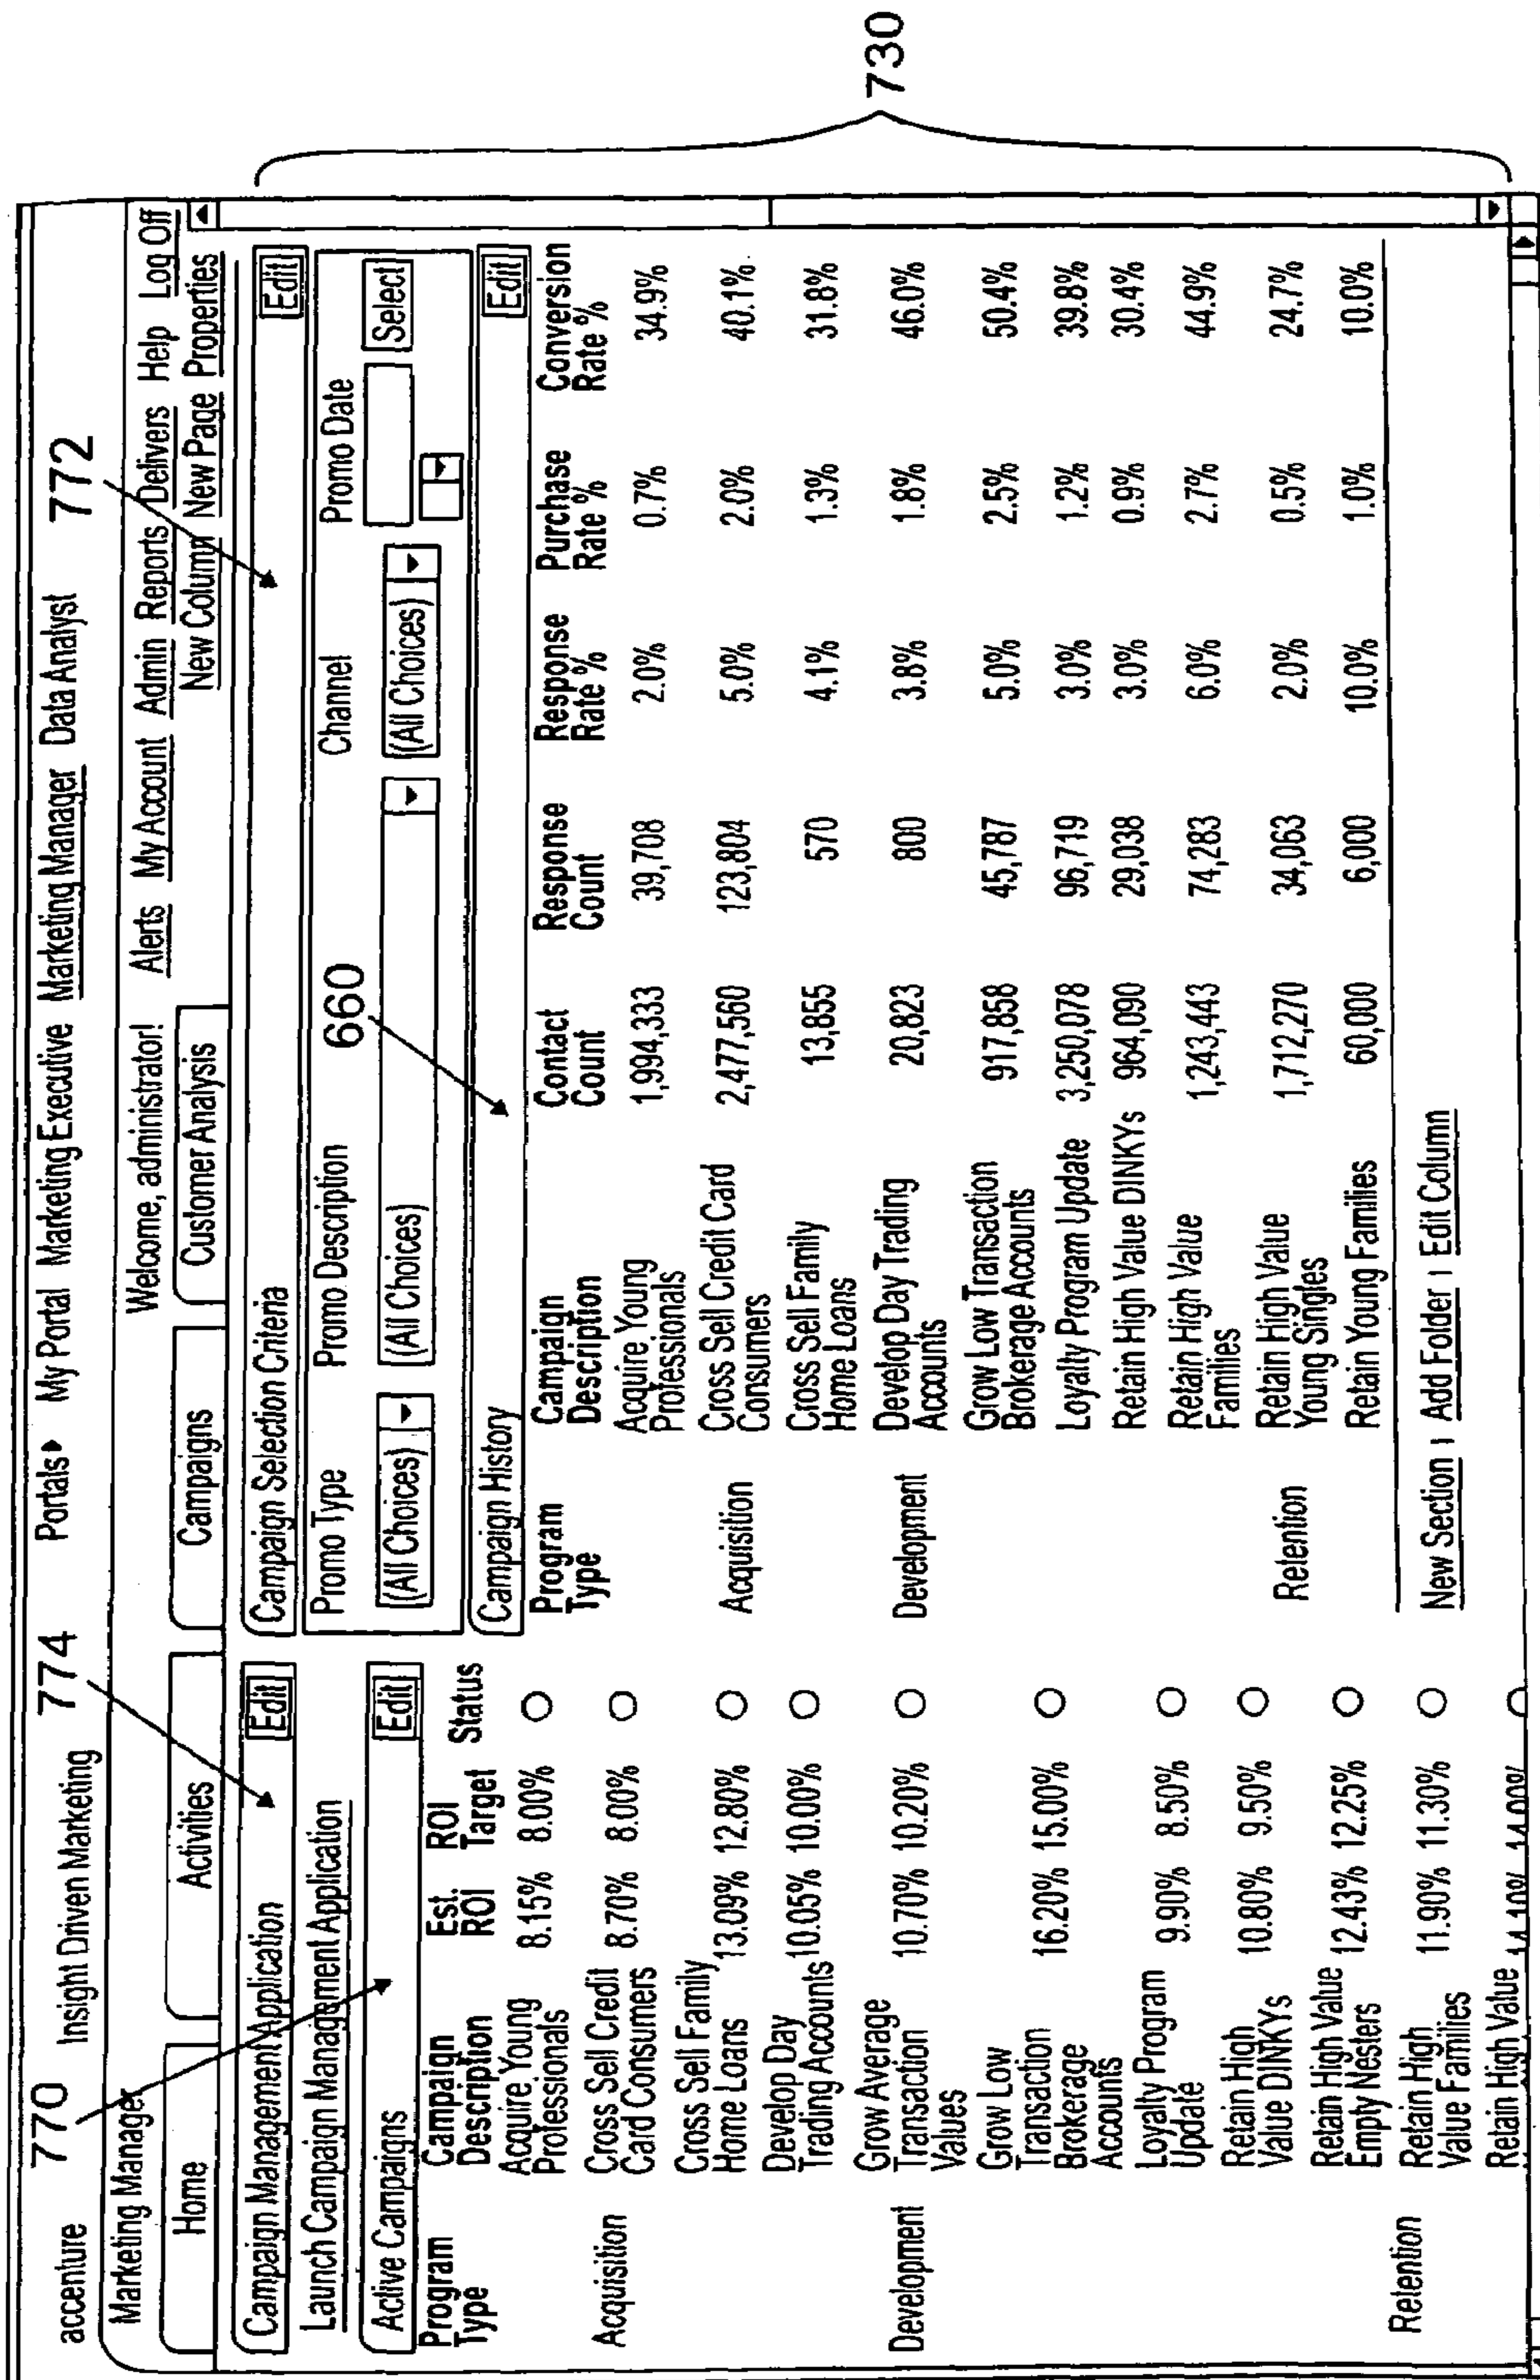 770
774
772
accenture Insight Driven Marketing Portals My Portal Marketing Executive Marketing Manager Data Analyst
Marketing Manager Welcome, administrator! Alerts My Account Admin Reports Delivers Help Log Off
Home Activities Campaigns Customer Analysis New Column New Page Properties
Campaign Management Application Edit
Launch Campaign Management Application
Active Campaigns Edit
Program Type Campaign Description Est. ROI ROI Target Status
Acquisition
Acquire Young Professionals 8.15% 8.00%
Cross Sell Credit Card Consumers 8.70% 8.00%
Cross Sell Family Home Loans 13.09% 12.80%
Development
Develop Day Trading Accounts 10.05% 10.00%
Grow Average Transaction Values 10.70% 10.20%
Grow Low Transaction Brokerage Accounts 16.20% 15.00%
Retention
Loyalty Program Update 9.90% 8.50%
Retain High Value DINKYs 10.80% 9.50%
Retain High Value Empty Nesters 12.43% 12.25%
Retain High Value Families 11.90% 11.30%
Retain High Value 14.10% 14.00%
Campaign Selection Criteria Edit
Promo Type Promo Description Channel Promo Date
(All Choices) (All Choices) (All Choices) Select
660
Campaign History Edit
Program Type Campaign Description Contact Count Response Count Response Rate % Purchase Rate % Conversion Rate %
Acquisition
Acquire Young Professionals 1,994,333 39,708 2.0% 0.7% 34.9%
Cross Sell Credit Card Consumers 2,477,560 123,804 5.0% 2.0% 40.1%
Cross Sell Family Home Loans 13,855 570 4.1% 1.3% 31.8%
Development
Develop Day Trading Accounts 20,823 800 3.8% 1.8% 46.0%
Grow Low Transaction Brokerage Accounts 917,858 45,787 5.0% 2.5% 50.4%
Retention
Loyalty Program Update 3,250,078 96,719 3.0% 1.2% 39.8%
Retain High Value DINKYs 964,090 29,038 3.0% 0.9% 30.4%
Retain High Value Families 1,243,443 74,283 6.0% 2.7% 44.9%
Retain High Value Young Singles 1,712,270 34,063 2.0% 0.5% 24.7%
Retain Young Families 60,000 6,000 10.0% 1.0% 10.0%
New Section | Add Folder | Edit Column
730